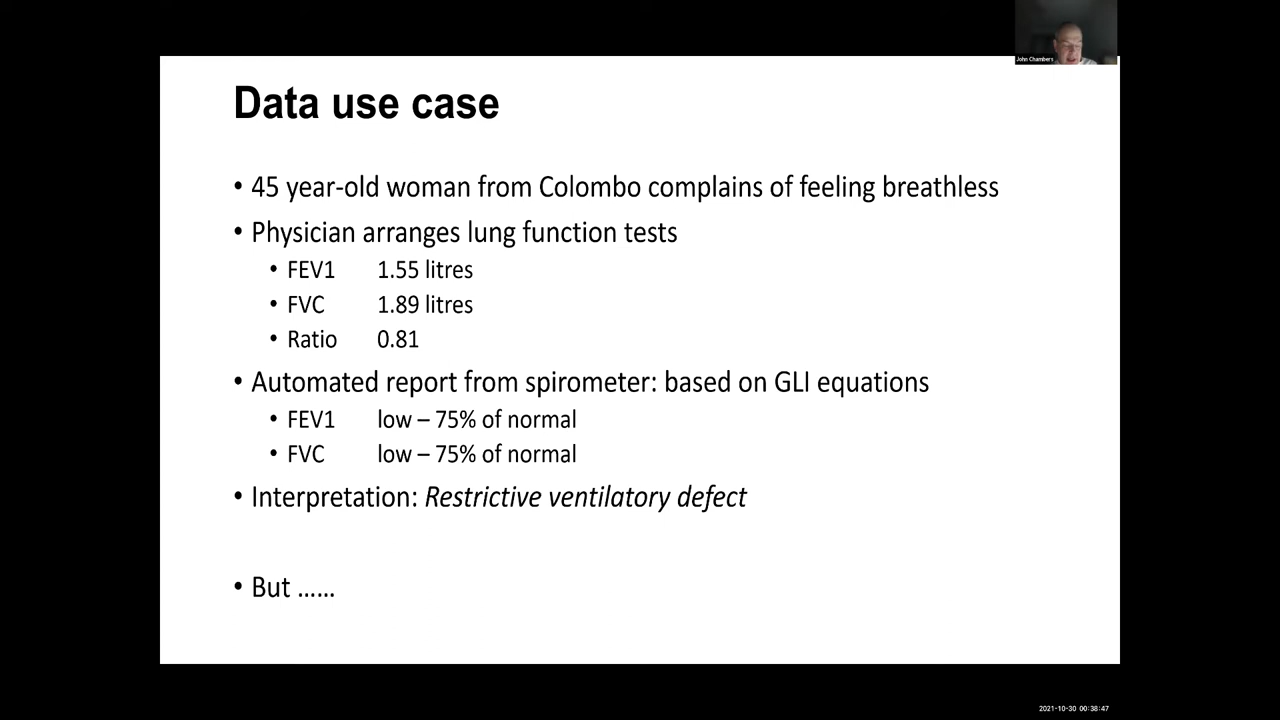 John Chambers
Data use case
• 45 year-old woman from Colombo complains of feeling breathless
• Physician arranges lung function tests
• FEV1 1.55 litres
• FVC 1.89 litres
• Ratio 0.81
• Automated report from spirometer: based on GLI equations
• FEV1 low – 75% of normal
• FVC low – 75% of normal
• Interpretation: Restrictive ventilatory defect
• But ......
2021-10-30 00:38:47